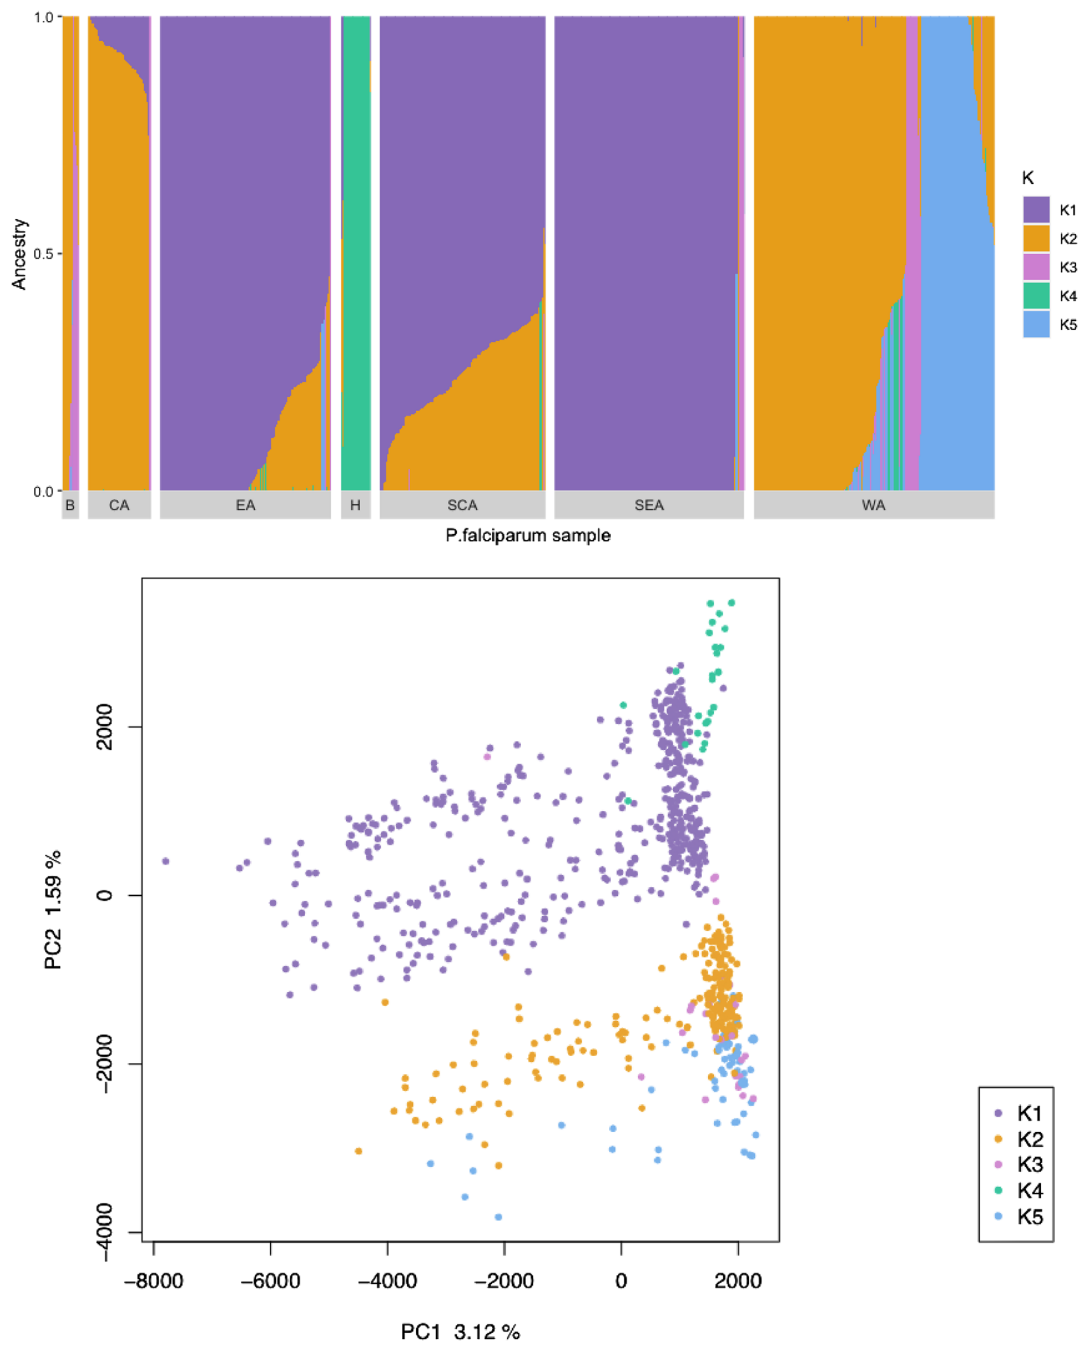 1.0
0.5
0.0
Ancestry
B CA EA H SCA SEA WA
P.falciparum sample
K
K1
K2
K3
K4
K5
2000
0
−2000
−4000
PC2 1.59 %
−8000 −6000 −4000 −2000 0 2000
PC1 3.12 %
K1
K2
K3
K4
K5